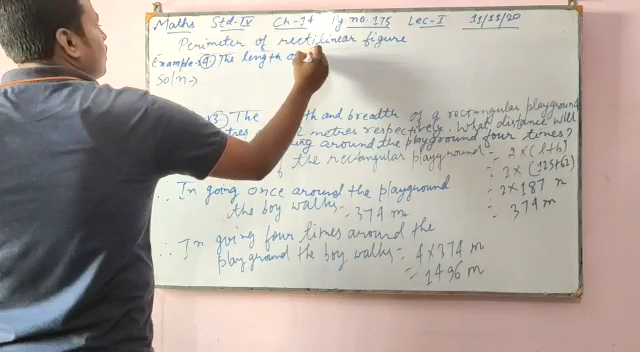 Maths Std-IV Ch-14 Pg no. 175 Lec-I 11/11/20
Perimeter of rectilinear figure
Example-4 The length o
Soln→
3. The th and breadth of a rectangular playground
tres 2 metres respectively. What distance will
ing around the playground four times?
f the rectangular playground = 2×(l+b)
= 2×(125+62)
= 2×187 m
= 374 m
∴ In going once around the playground
the boy walks = 374 m
∴ In going four times around the
playground the boy walks = 4×374 m
= 1496 m